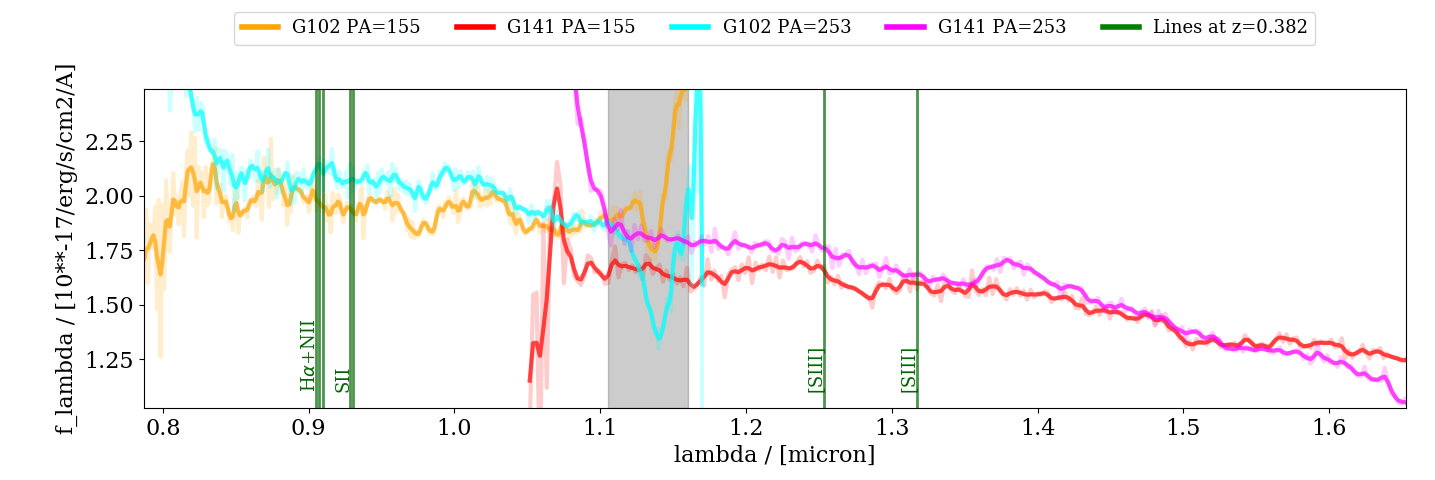 G102 PA=155 G141 PA=155 G102 PA=253 G141 PA=253 Lines at z=0.382
f_lambda / [10**-17/erg/s/cm2/A]
2.25
2.00
1.75
1.50
1.25
Hα+NII
SII
[SIII]
[SIII]
0.8 0.9 1.0 1.1 1.2 1.3 1.4 1.5 1.6
lambda / [micron]